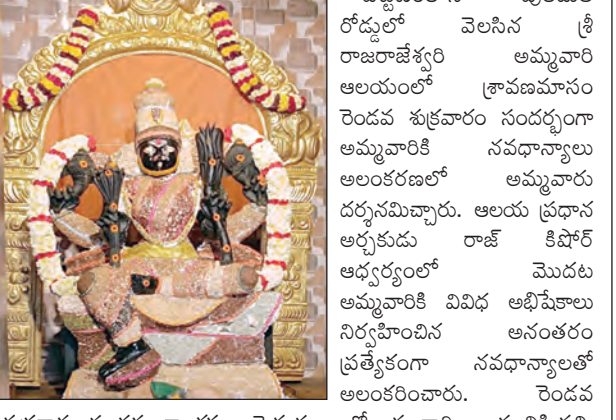 రోడ్డులో వెలసిన శ్రీ
రాజరాజేశ్వరి అమ్మవారి
ఆలయంలో శ్రావణమాసం
రెండవ శుక్రవారం సందర్భంగా
అమ్మవారికి నవధాన్యాలు
అలంకరణలో అమ్మవారు
దర్శనమిచ్చారు. ఆలయ ప్రధాన
అర్చకుడు రాజ్ కిషోర్
ఆధ్వర్యంలో మొదట
అమ్మవారికి వివిధ అభిషేకాలు
నిర్వహించిన అనంతరం
ప్రత్యేకంగా నవధాన్యాలతో
అలంకరించారు. రెండవ